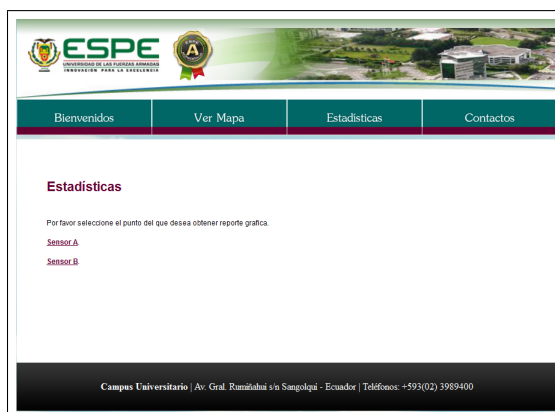 ESPE
UNIVERSIDAD DE LAS FUERZAS ARMADAS
INNOVACIÓN PARA LA EXCELENCIA
A
Bienvenidos
Ver Mapa
Estadísticas
Contactos
Estadísticas
Por favor seleccione el punto del que desea obtener reporte grafica.
Sensor A.
Sensor B.
Campus Universitario | Av. Gral. Rumiñahui s/n Sangolqui - Ecuador | Teléfonos: +593(02) 3989400